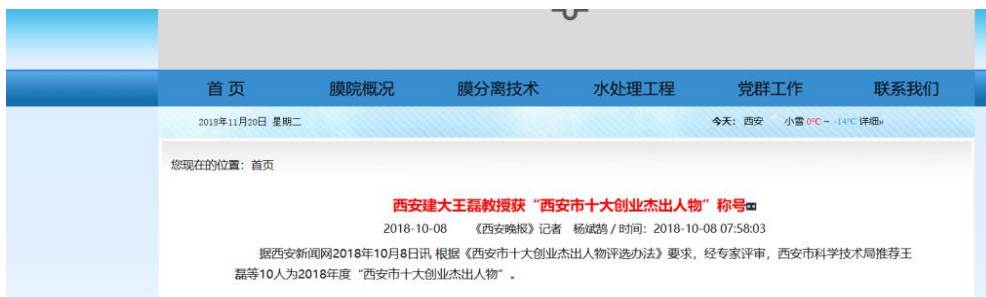 首 页 膜院概况 膜分离技术 水处理工程 党群工作 联系我们
2018年11月20日 星期二 今天: 西安 小雪 0℃ ~ -14℃ 详细»
您现在的位置: 首页
西安建大王磊教授获“西安市十大创业杰出人物”称号
2018-10-08 《西安晚报》记者 杨斌鹄 / 时间: 2018-10-08 07:58:03
据西安新闻网2018年10月8日讯 根据《西安市十大创业杰出人物评选办法》要求, 经专家评审, 西安市科学技术局推荐王
磊等10人为2018年度“西安市十大创业杰出人物”。